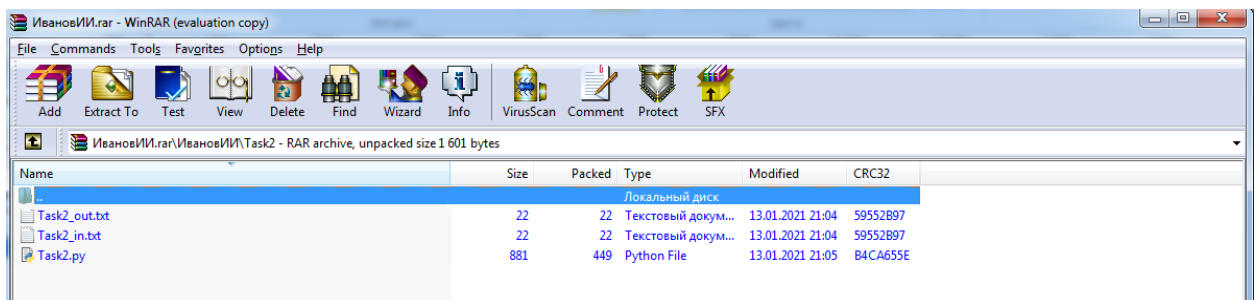 ИвановИИ.rar - WinRAR (evaluation copy)
File Commands Tools Favorites Options Help
Add Extract To Test View Delete Find Wizard Info VirusScan Comment Protect SFX
ИвановИИ.rar\ИвановИИ\Task2 - RAR archive, unpacked size 1 601 bytes
Name Size Packed Type Modified CRC32
.. Локальный диск
Task2_out.txt 22 22 Текстовый докум... 13.01.2021 21:04 59552B97
Task2_in.txt 22 22 Текстовый докум... 13.01.2021 21:04 59552B97
Task2.py 881 449 Python File 13.01.2021 21:05 B4CA655E